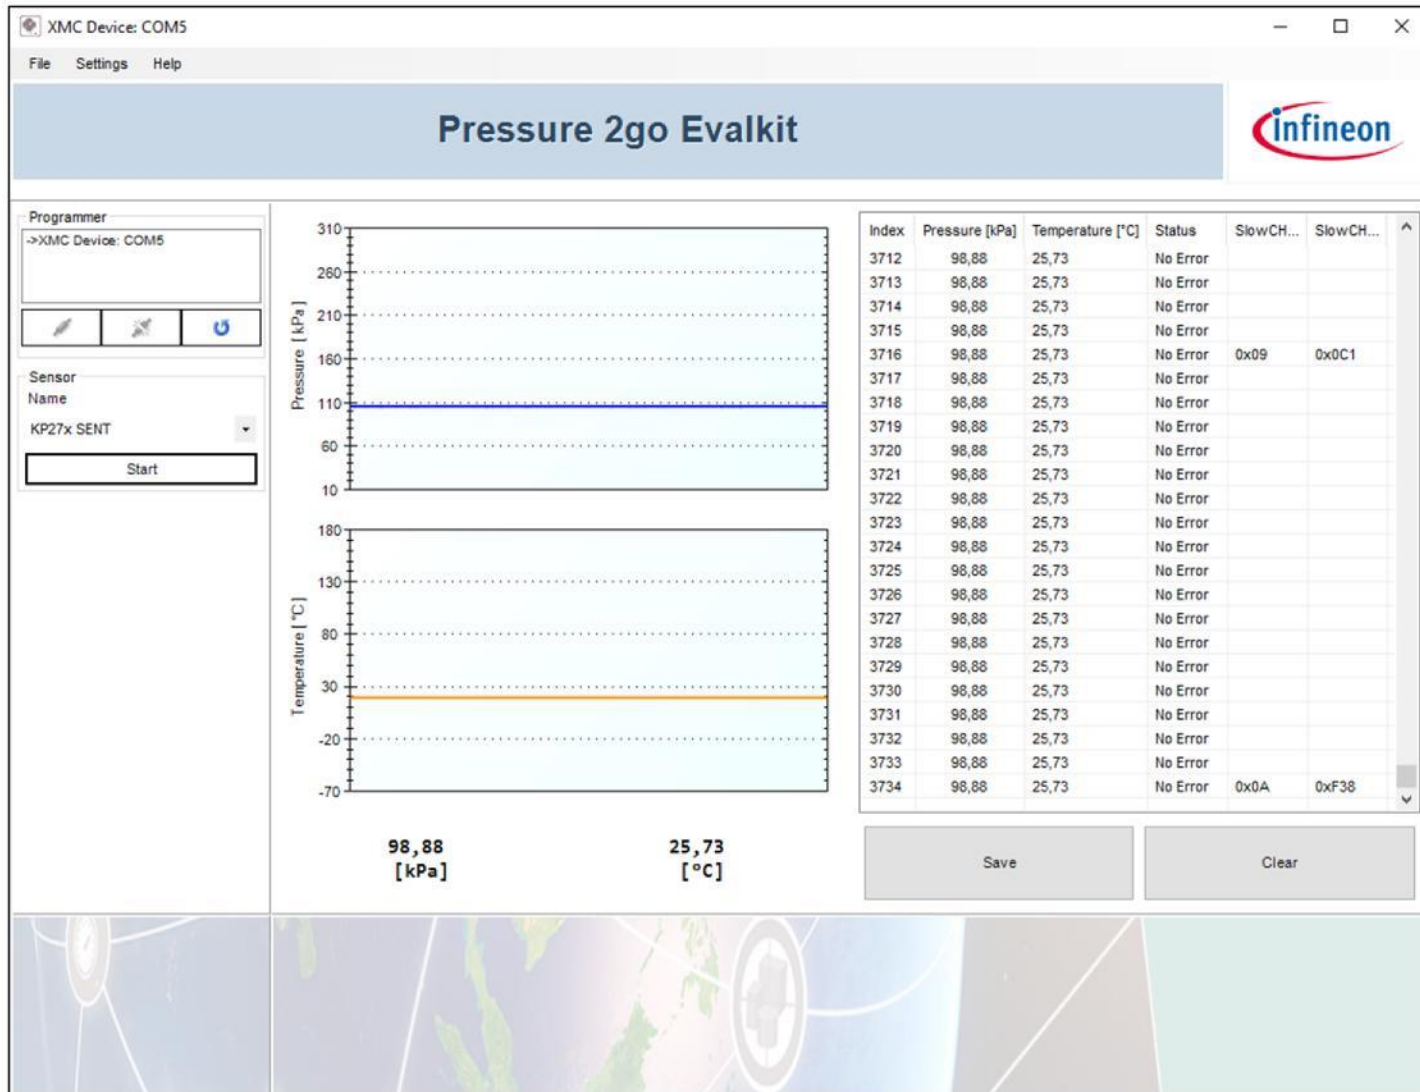 XMC Device: COM5
File Settings Help
Pressure 2go Evalkit
infineon
Programmer
->XMC Device: COM5
Sensor
Name
KP27x SENT
Start
Pressure [kPa]
310
260
210
160
110
60
10
Temperature [°C]
180
130
80
30
-20
-70
98,88
[kPa]
25,73
[°C]
Index Pressure [kPa] Temperature [°C] Status SlowCH... SlowCH...
3712 98,88 25,73 No Error
3713 98,88 25,73 No Error
3714 98,88 25,73 No Error
3715 98,88 25,73 No Error
3716 98,88 25,73 No Error 0x09 0x0C1
3717 98,88 25,73 No Error
3718 98,88 25,73 No Error
3719 98,88 25,73 No Error
3720 98,88 25,73 No Error
3721 98,88 25,73 No Error
3722 98,88 25,73 No Error
3723 98,88 25,73 No Error
3724 98,88 25,73 No Error
3725 98,88 25,73 No Error
3726 98,88 25,73 No Error
3727 98,88 25,73 No Error
3728 98,88 25,73 No Error
3729 98,88 25,73 No Error
3730 98,88 25,73 No Error
3731 98,88 25,73 No Error
3732 98,88 25,73 No Error
3733 98,88 25,73 No Error
3734 98,88 25,73 No Error 0x0A 0xF38
Save
Clear